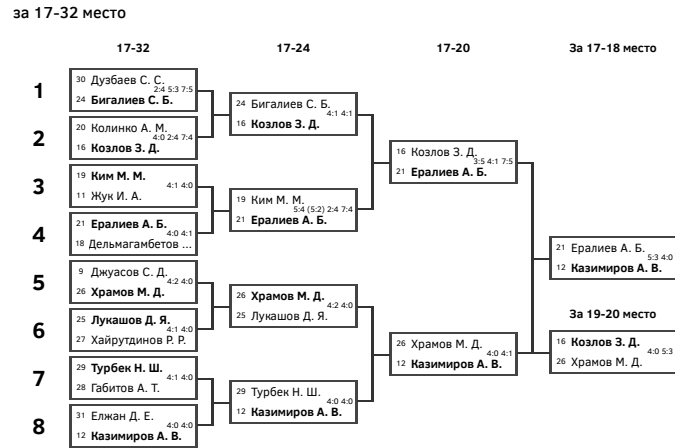 за 17-32 место
17-32
17-24
17-20
За 17-18 место
1
30 Дузбаев С. С.
2:4 5:3 7:5
24 Бигалиев С. Б.
2
20 Колинко А. М.
4:0 2:4 7:4
16 Козлов З. Д.
3
19 Ким М. М.
4:1 4:0
11 Жук И. А.
4
21 Ералиев А. Б.
4:0 4:1
18 Дельмагамбетов ...
5
9 Джуасов С. Д.
4:2 4:0
26 Храмов М. Д.
6
25 Лукашов Д. Я.
4:1 4:0
27 Хайрутдинов Р. Р.
7
29 Турбек Н. Ш.
4:1 4:0
28 Габитов А. Т.
8
31 Елжан Д. Е.
4:0 4:0
12 Казимиров А. В.
24 Бигалиев С. Б.
4:1 4:1
16 Козлов З. Д.
19 Ким М. М.
5:4 (5:2) 2:4 7:4
21 Ералиев А. Б.
26 Храмов М. Д.
4:2 4:0
25 Лукашов Д. Я.
29 Турбек Н. Ш.
4:0 4:0
12 Казимиров А. В.
16 Козлов З. Д.
3:5 4:1 7:5
21 Ералиев А. Б.
26 Храмов М. Д.
4:0 4:1
12 Казимиров А. В.
21 Ералиев А. Б.
5:3 4:0
12 Казимиров А. В.
За 19-20 место
16 Козлов З. Д.
4:0 5:3
26 Храмов М. Д.